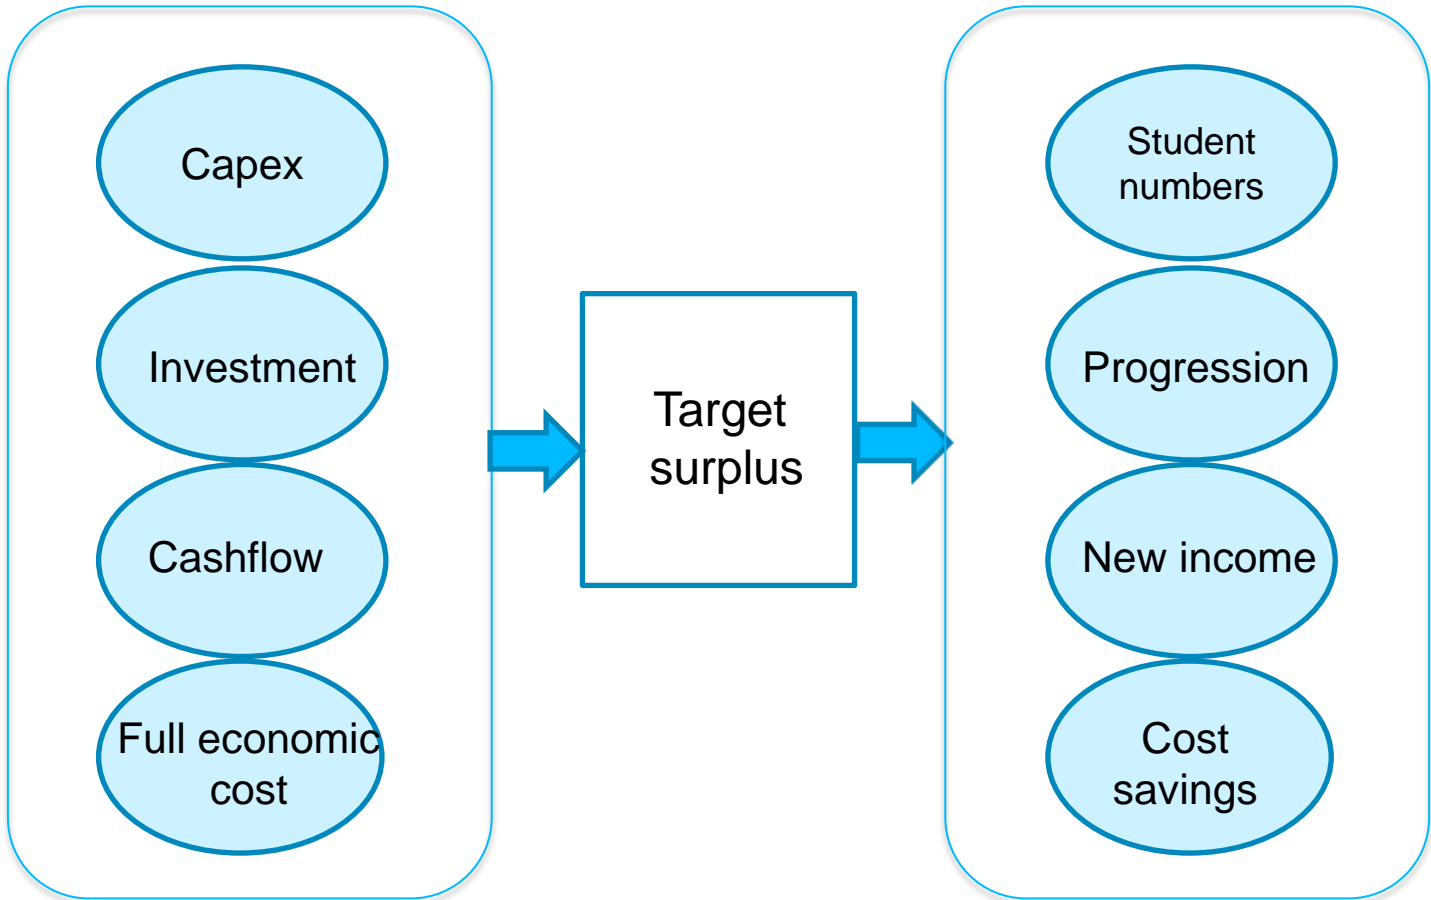 Capex
Investment
Cashflow
Full economic
cost
Target
surplus
Student
numbers
Progression
New income
Cost
savings